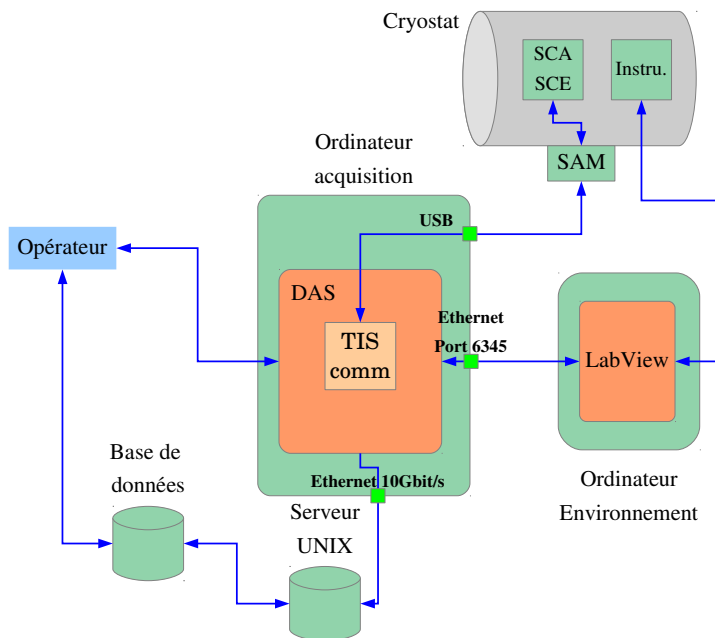 Cryostat
SCA
SCE
Instru.
SAM
Ordinateur
acquisition
USB
Opérateur
DAS
TIS
comm
Ethernet
Port 6345
LabView
Ordinateur
Environnement
Ethernet 10Gbit/s
Base de
données
Serveur
UNIX